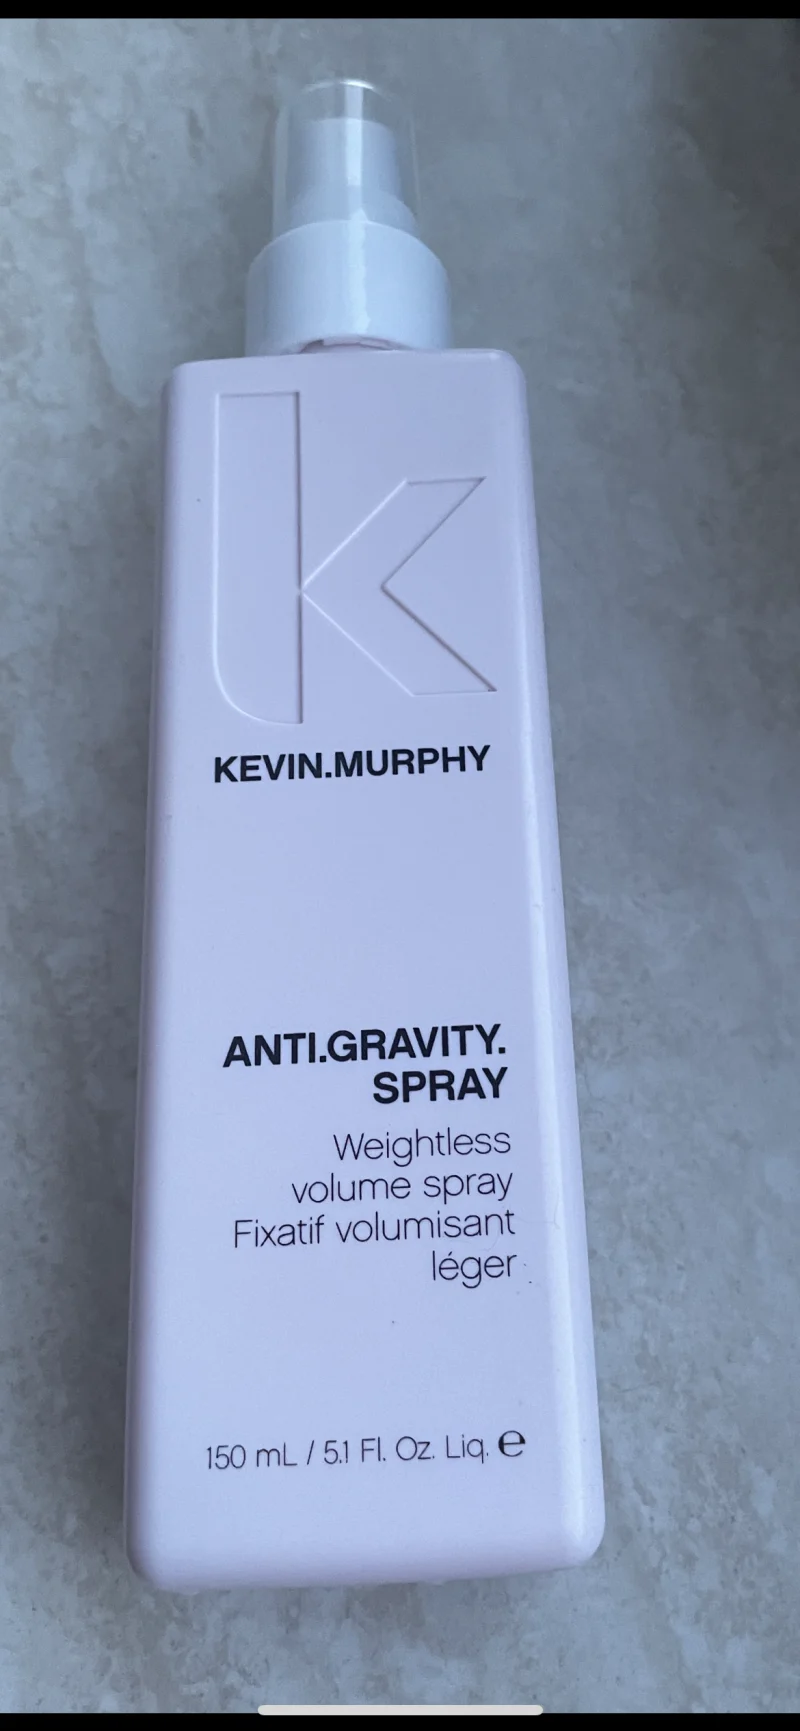 k
KEVIN.MURPHY
ANTI.GRAVITY.
SPRAY
Weightless
volume spray
Fixatif volumisant
léger
150 mL / 5.1 Fl. Oz. Liq. e